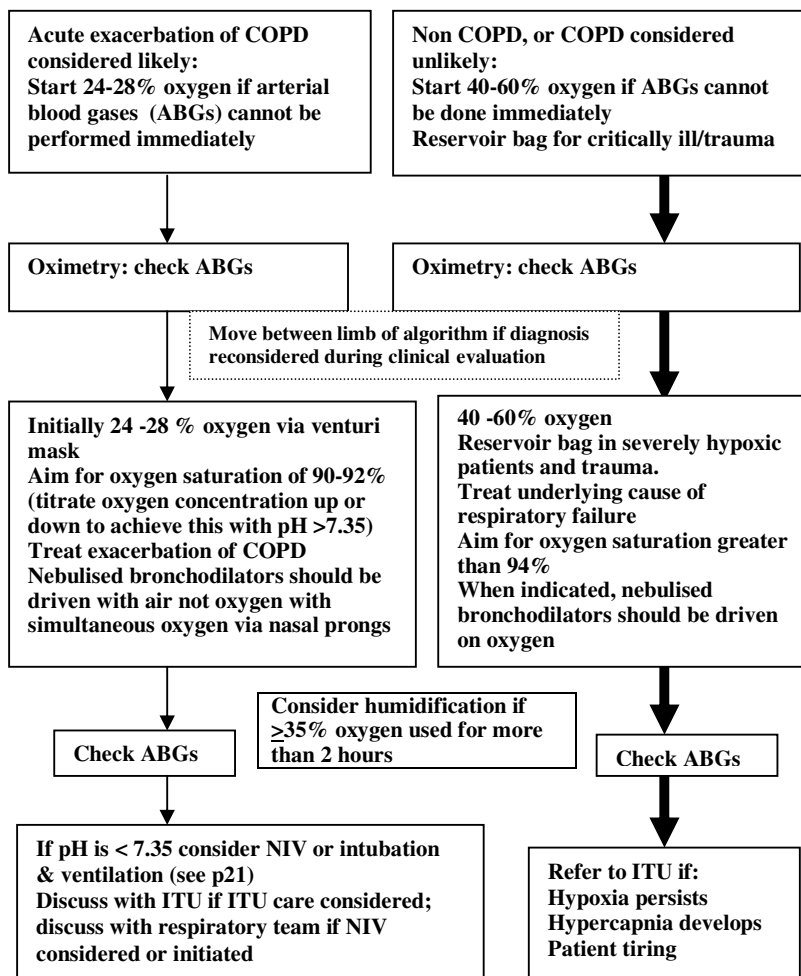 Acute exacerbation of COPD
considered likely:
Start 24-28% oxygen if arterial
blood gases (ABGs) cannot be
performed immediately
Non COPD, or COPD considered
unlikely:
Start 40-60% oxygen if ABGs cannot
be done immediately
Reservoir bag for critically ill/trauma
Oximetry: check ABGs
Oximetry: check ABGs
Move between limb of algorithm if diagnosis
reconsidered during clinical evaluation
Initially 24 -28 % oxygen via venturi
mask
Aim for oxygen saturation of 90-92%
(titrate oxygen concentration up or
down to achieve this with pH >7.35)
Treat exacerbation of COPD
Nebulised bronchodilators should be
driven with air not oxygen with
simultaneous oxygen via nasal prongs
40 -60% oxygen
Reservoir bag in severely hypoxic
patients and trauma.
Treat underlying cause of
respiratory failure
Aim for oxygen saturation greater
than 94%
When indicated, nebulised
bronchodilators should be driven
on oxygen
Consider humidification if
≥35% oxygen used for more
than 2 hours
Check ABGs
Check ABGs
If pH is < 7.35 consider NIV or intubation
& ventilation (see p21)
Discuss with ITU if ITU care considered;
discuss with respiratory team if NIV
considered or initiated
Refer to ITU if:
Hypoxia persists
Hypercapnia develops
Patient tiring